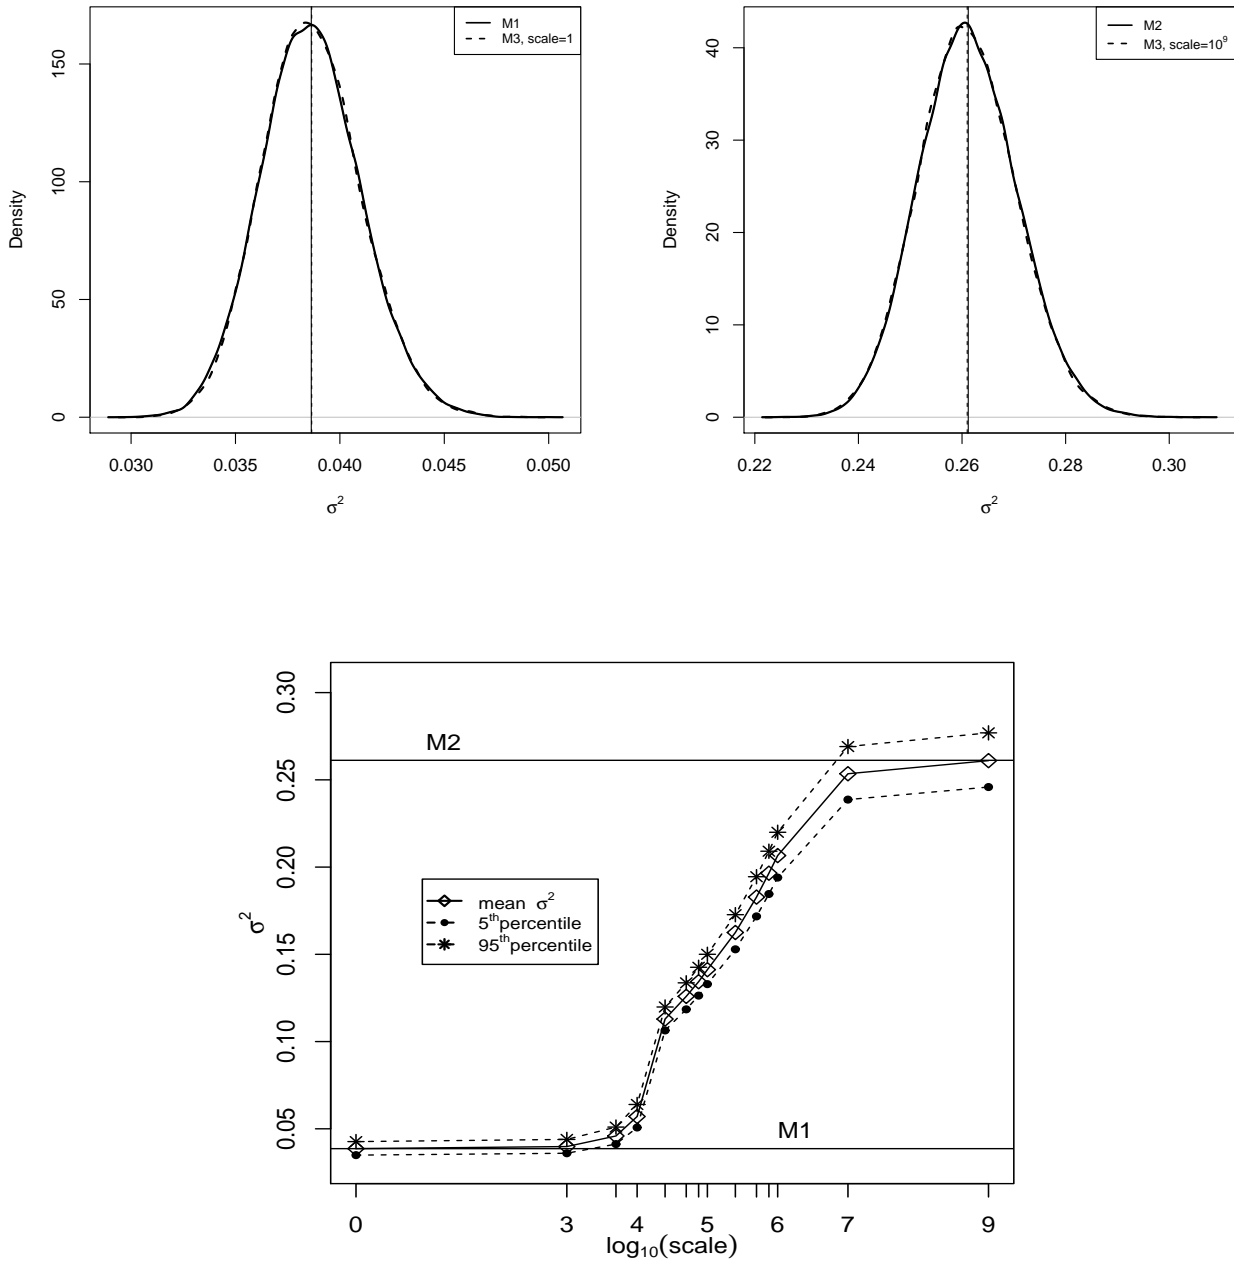 M1
M3, scale=1
Density
0 50 100 150
0.030 0.035 0.040 0.045 0.050
σ²
M2
M3, scale=10⁹
Density
0 10 20 30 40
0.22 0.24 0.26 0.28 0.30
σ²
M2
mean σ²
5ᵗʰpercentile
95ᵗʰpercentile
M1
σ²
0.05 0.10 0.15 0.20 0.25 0.30
0 3 4 5 6 7 9
log₁₀(scale)